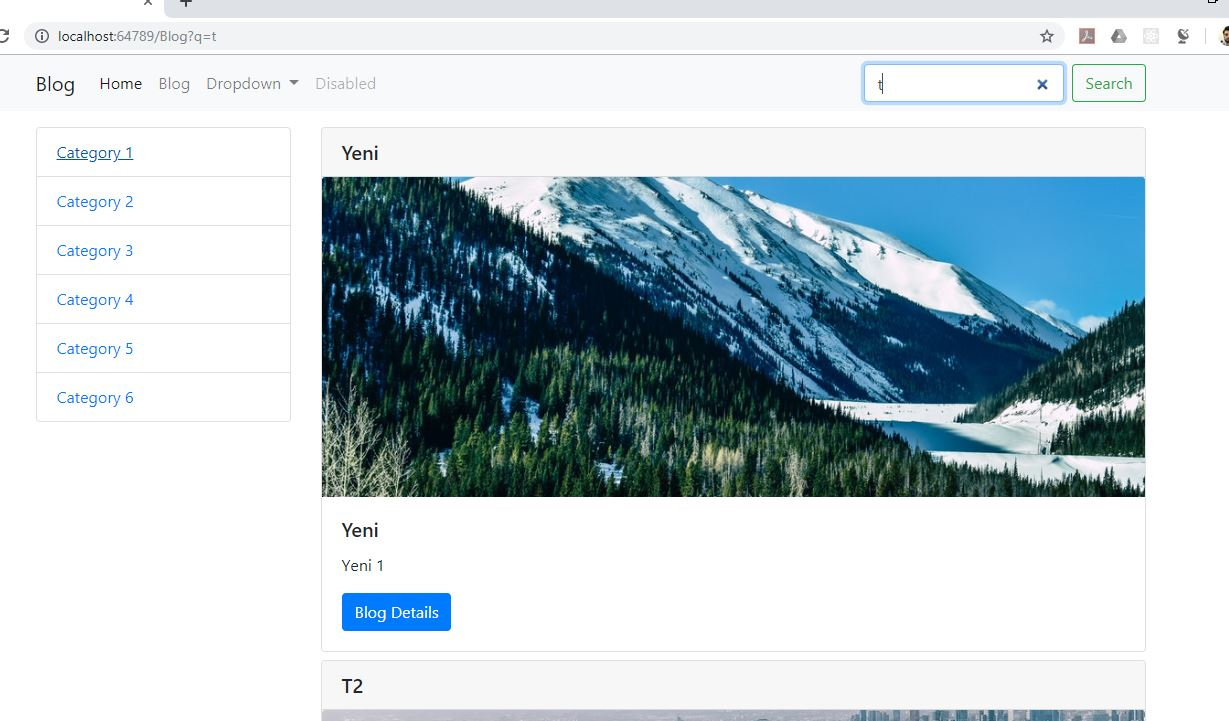 localhost:64789/Blog?q=t
Blog Home Blog Dropdown Disabled t Search
Category 1
Category 2
Category 3
Category 4
Category 5
Category 6
Yeni
Yeni
Yeni 1
Blog Details
T2